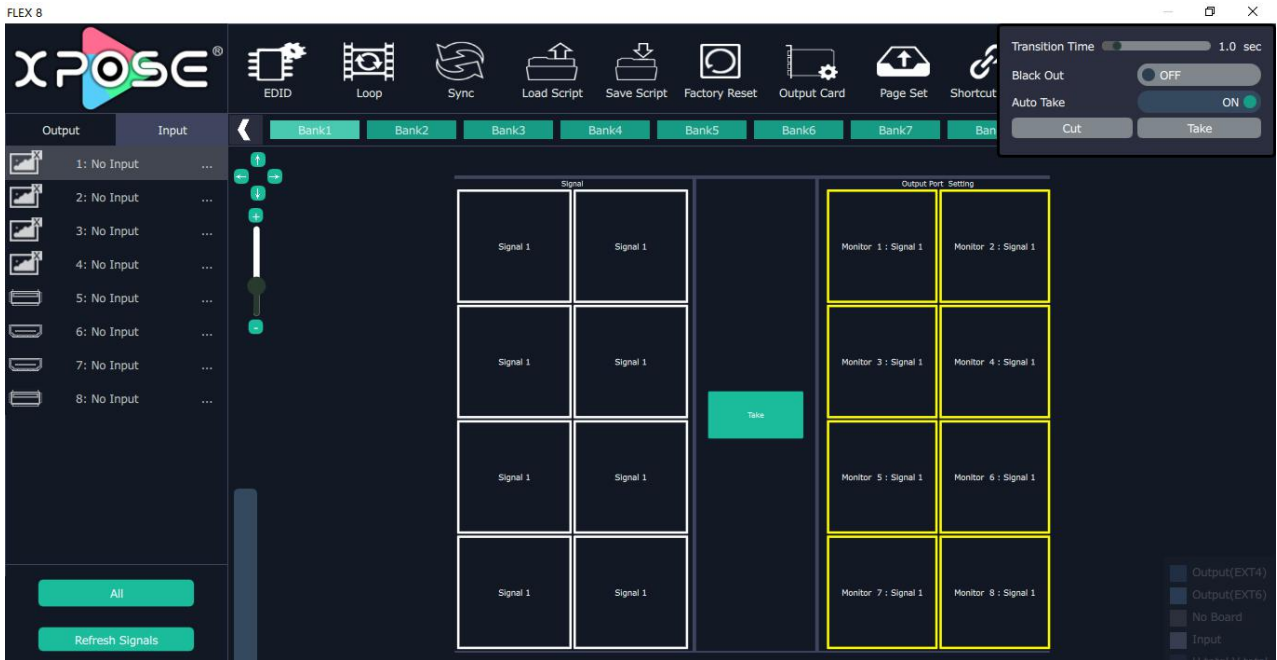 FLEX 8
XPOSE®
EDID
Loop
Sync
Load Script
Save Script
Factory Reset
Output Card
Page Set
Shortcut
Transition Time 1.0 sec
Black Out OFF
Auto Take ON
Cut Take
Output Input
Bank1 Bank2 Bank3 Bank4 Bank5 Bank6 Bank7 Ban
1: No Input ...
2: No Input ...
3: No Input ...
4: No Input ...
5: No Input ...
6: No Input ...
7: No Input ...
8: No Input ...
All
Refresh Signals
Signal
Signal 1 Signal 1
Signal 1 Signal 1
Signal 1 Signal 1
Signal 1 Signal 1
Take
Output Port Setting
Monitor 1 : Signal 1 Monitor 2 : Signal 1
Monitor 3 : Signal 1 Monitor 4 : Signal 1
Monitor 5 : Signal 1 Monitor 6 : Signal 1
Monitor 7 : Signal 1 Monitor 8 : Signal 1
Output(EXT4)
Output(EXT6)
No Board
Input